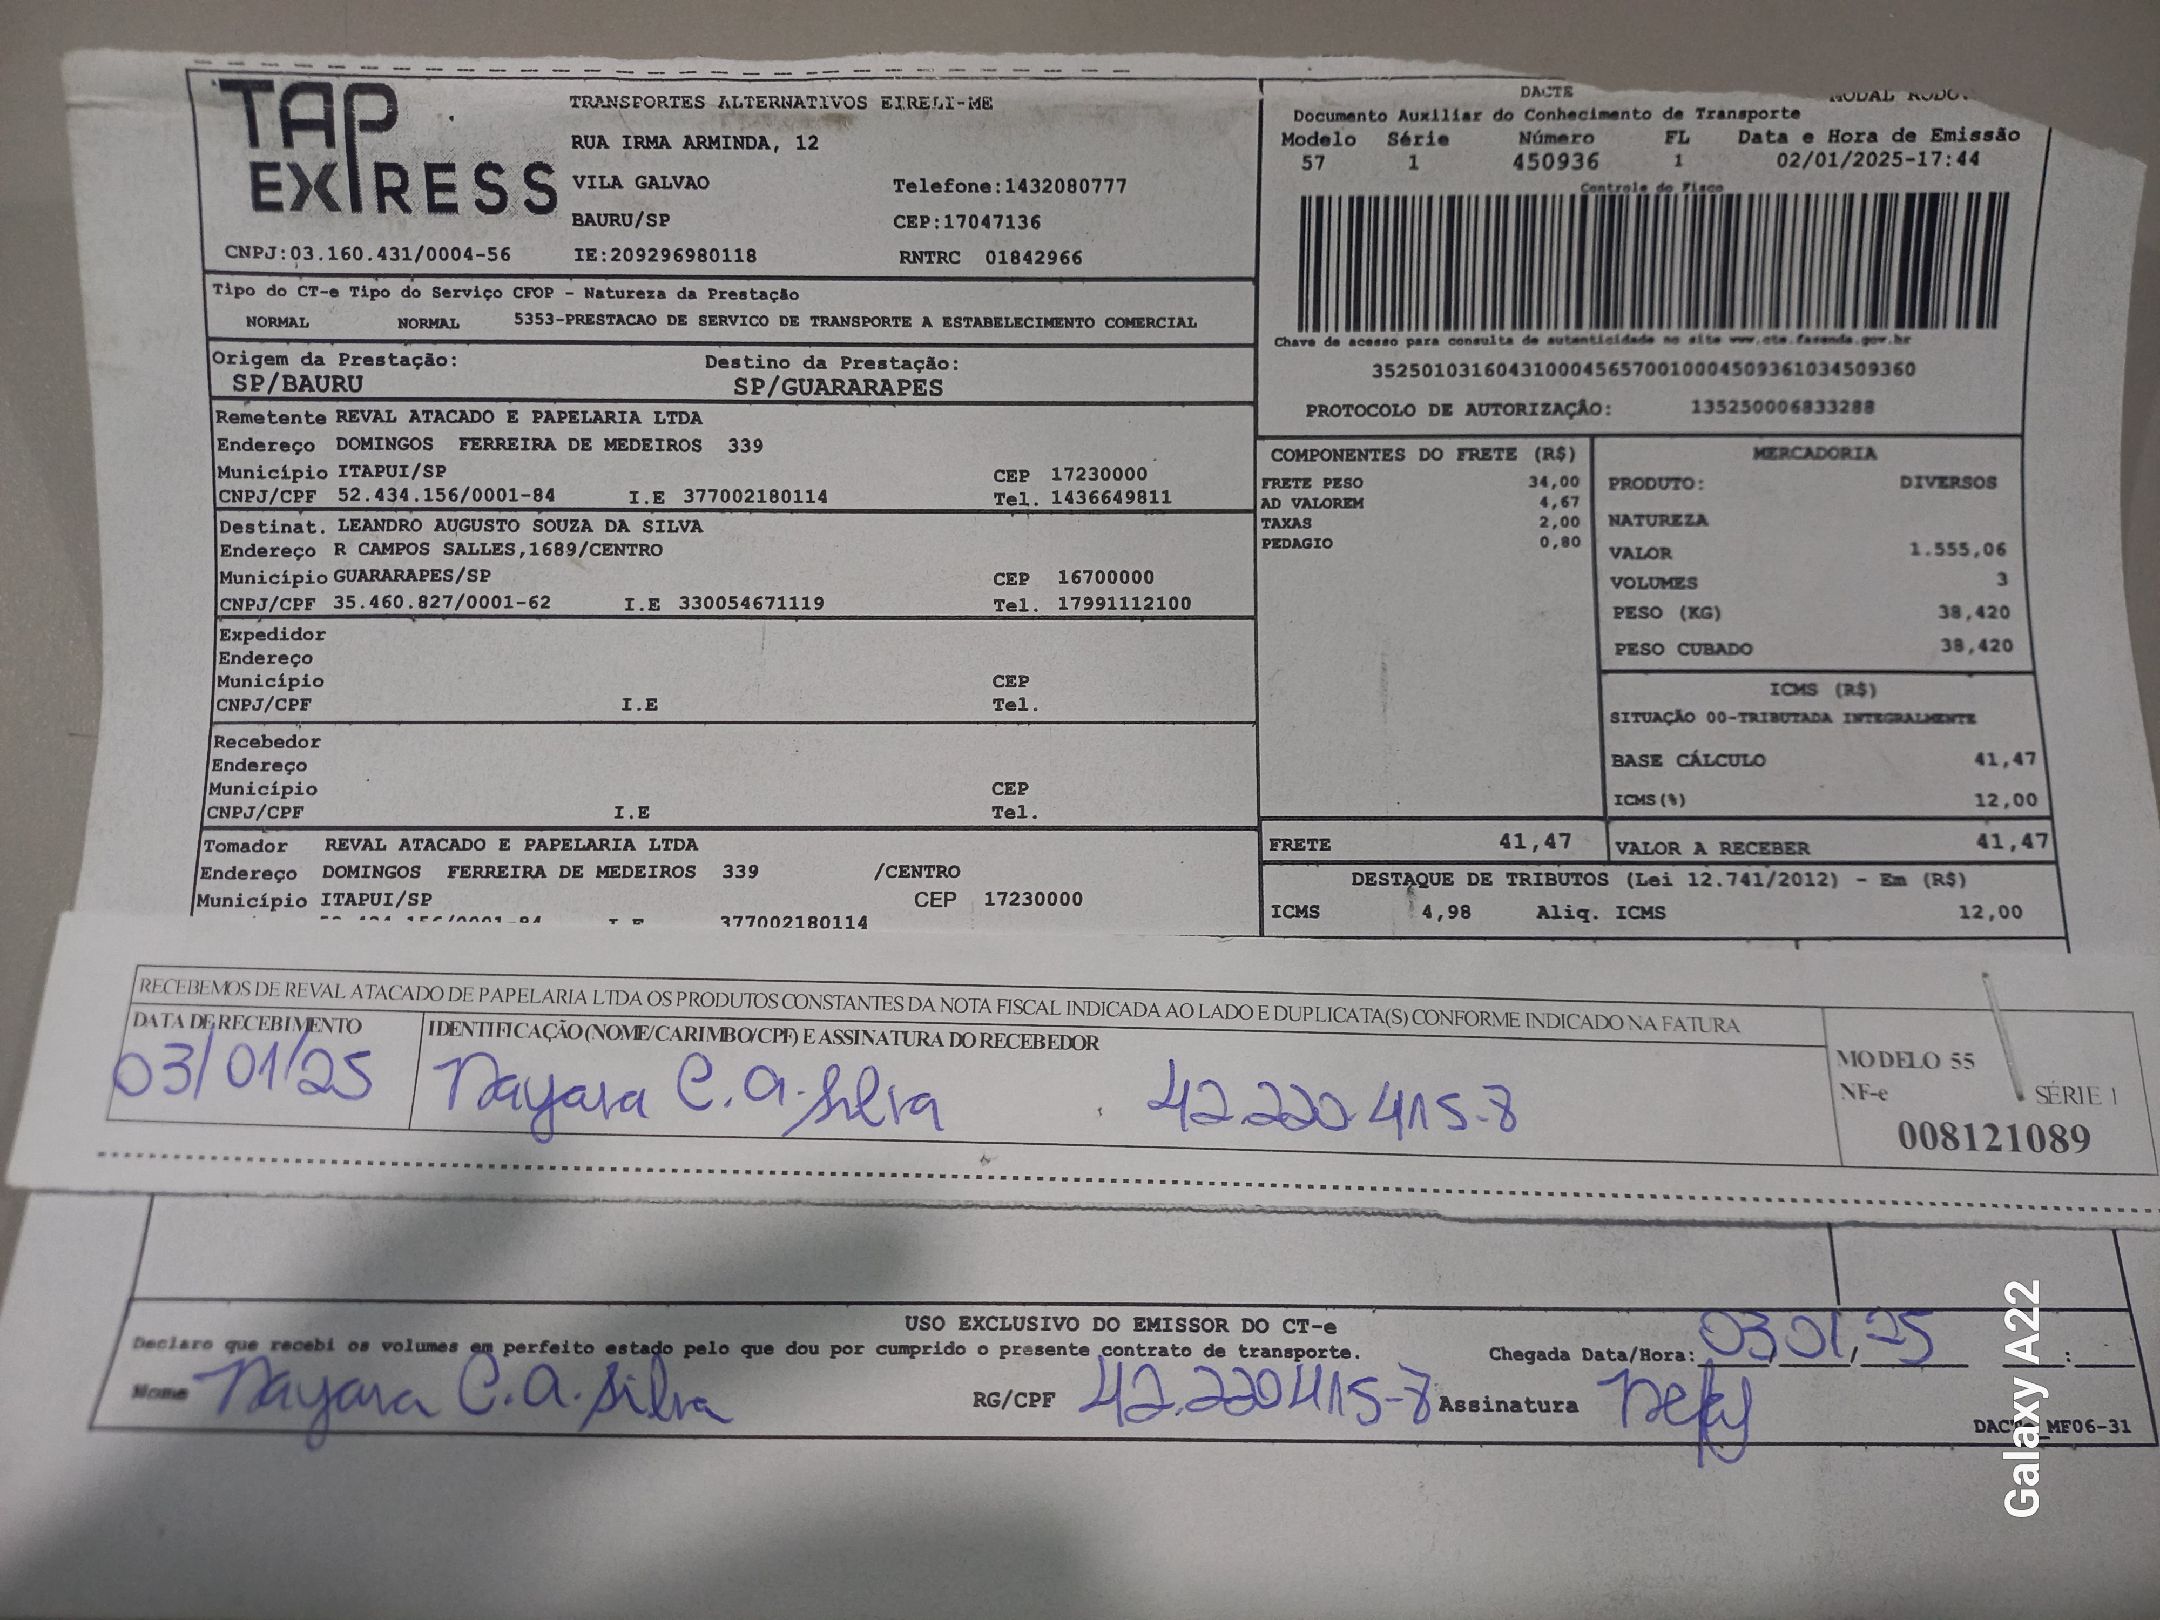 TAP EXPRESS
TRANSPORTES ALTERNATIVOS EIRELI-ME
RUA IRMA ARMINDA, 12
VILA GALVAO Telefone:1432080777
BAURU/SP CEP:17047136
CNPJ:03.160.431/0004-56 IE:209296980118 RNTRC 01842966
DACTE
Documento Auxiliar do Conhecimento de Transporte
Modelo Série Número FL Data e Hora de Emissão
57 1 450936 1 02/01/2025-17:44
Controle do Fisco
Chave de acesso para consulta de autenticidade no site www.cte.fazenda.gov.br
35250103160431000456570010004509361034509360
PROTOCOLO DE AUTORIZAÇÃO: 135250006833288
Tipo do CT-e Tipo do Serviço CFOP - Natureza da Prestação
NORMAL NORMAL 5353-PRESTACAO DE SERVICO DE TRANSPORTE A ESTABELECIMENTO COMERCIAL
Origem da Prestação: Destino da Prestação:
SP/BAURU SP/GUARARAPES
Remetente REVAL ATACADO E PAPELARIA LTDA
Endereço DOMINGOS FERREIRA DE MEDEIROS 339
Município ITAPUI/SP CEP 17230000
CNPJ/CPF 52.434.156/0001-84 I.E 377002180114 Tel. 1436649811
Destinat. LEANDRO AUGUSTO SOUZA DA SILVA
Endereço R CAMPOS SALLES,1689/CENTRO
Município GUARARAPES/SP CEP 16700000
CNPJ/CPF 35.460.827/0001-62 I.E 330054671119 Tel. 17991112100
Expedidor
Endereço
Município CEP
CNPJ/CPF I.E Tel.
Recebedor
Endereço
Município CEP
CNPJ/CPF I.E Tel.
Tomador REVAL ATACADO E PAPELARIA LTDA
Endereço DOMINGOS FERREIRA DE MEDEIROS 339 /CENTRO
Município ITAPUI/SP CEP 17230000
52.434.156/0001-84 I.E 377002180114
COMPONENTES DO FRETE (R$)
FRETE PESO 34,00
AD VALOREM 4,67
TAXAS 2,00
PEDAGIO 0,80
MERCADORIA
PRODUTO: DIVERSOS
NATUREZA
VALOR 1.555,06
VOLUMES 3
PESO (KG) 38,420
PESO CUBADO 38,420
ICMS (R$)
SITUAÇÃO 00-TRIBUTADA INTEGRALMENTE
BASE CÁLCULO 41,47
ICMS(%) 12,00
FRETE 41,47 VALOR A RECEBER 41,47
DESTAQUE DE TRIBUTOS (Lei 12.741/2012) - Em (R$)
ICMS 4,98 Aliq. ICMS 12,00
RECEBEMOS DE REVAL ATACADO DE PAPELARIA LTDA OS PRODUTOS CONSTANTES DA NOTA FISCAL INDICADA AO LADO E DUPLICATA(S) CONFORME INDICADO NA FATURA
DATA DE RECEBIMENTO IDENTIFICAÇÃO (NOME/CARIMBO/CPF) E ASSINATURA DO RECEBEDOR
03/01/25 Nayara C. A. Silva 42.220 415-8
MODELO 55
NF-e SÉRIE 1
008121089
USO EXCLUSIVO DO EMISSOR DO CT-e
Declaro que recebi os volumes em perfeito estado pelo que dou por cumprido o presente contrato de transporte. Chegada Data/Hora: 03 01, 25 :
Nome Nayara C. A. Silva RG/CPF 42.220415-8 Assinatura
DACTe_MF06-31
Galaxy A22